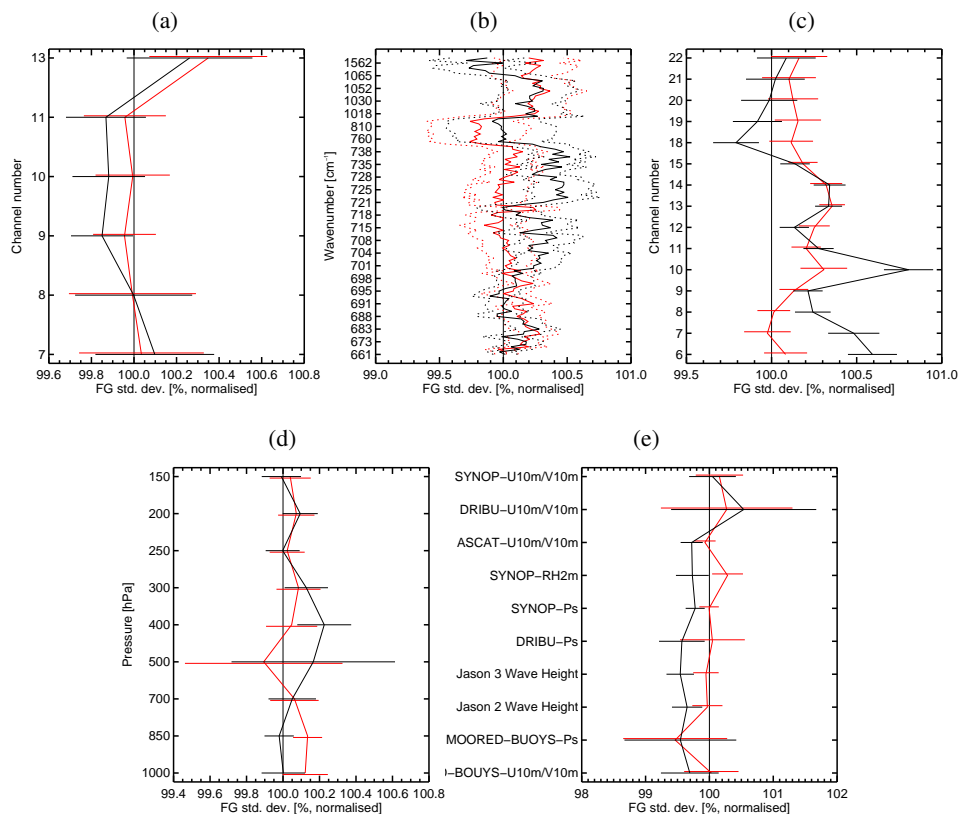 (a)
(b)
(c)
13
11
10
9
8
7
Channel number
99.6 99.8 100.0 100.2 100.4 100.6 100.8
FG std. dev. [%, normalised]
1562
1065
1052
1030
1018
810
760
738
735
728
725
721
718
715
708
704
701
698
695
691
688
683
673
661
Wavenumber [cm⁻¹]
99.0 99.5 100.0 100.5 101.0
FG std. dev. [%, normalised]
22
21
20
19
18
15
14
13
12
11
10
9
8
7
6
Channel number
99.5 100.0 100.5 101.0
FG std. dev. [%, normalised]
(d)
(e)
150
200
250
300
400
500
700
850
1000
Pressure [hPa]
99.4 99.6 99.8 100.0 100.2 100.4 100.6 100.8
FG std. dev. [%, normalised]
SYNOP−U10m/V10m
DRIBU−U10m/V10m
ASCAT−U10m/V10m
SYNOP−RH2m
SYNOP−Ps
DRIBU−Ps
Jason 3 Wave Height
Jason 2 Wave Height
MOORED−BUOYS−Ps
−BOUYS−U10m/V10m
98 99 100 101 102
FG std. dev. [%, normalised]